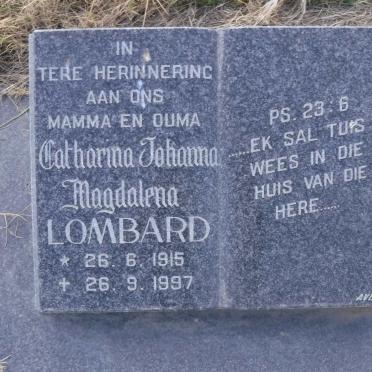 IN
TERE HERINNERING
AAN ONS
MAMMA EN OUMA
Catharina Johanna
Magdalena
LOMBARD
* 26. 6. 1915
✝ 26. 9. 1997
PS. 23:6
.....EK SAL TUIS
WEES IN DIE
HUIS VAN DIE
HERE.....